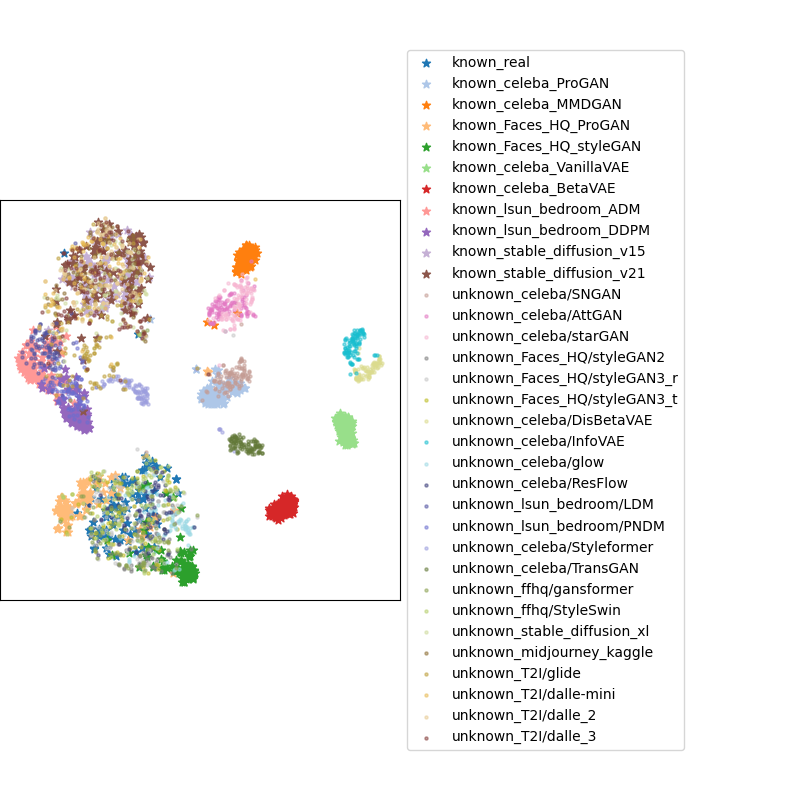 known_real
known_celeba_ProGAN
known_celeba_MMDGAN
known_Faces_HQ_ProGAN
known_Faces_HQ_styleGAN
known_celeba_VanillaVAE
known_celeba_BetaVAE
known_lsun_bedroom_ADM
known_lsun_bedroom_DDPM
known_stable_diffusion_v15
known_stable_diffusion_v21
unknown_celeba/SNGAN
unknown_celeba/AttGAN
unknown_celeba/starGAN
unknown_Faces_HQ/styleGAN2
unknown_Faces_HQ/styleGAN3_r
unknown_Faces_HQ/styleGAN3_t
unknown_celeba/DisBetaVAE
unknown_celeba/InfoVAE
unknown_celeba/glow
unknown_celeba/ResFlow
unknown_lsun_bedroom/LDM
unknown_lsun_bedroom/PNDM
unknown_celeba/Styleformer
unknown_celeba/TransGAN
unknown_ffhq/gansformer
unknown_ffhq/StyleSwin
unknown_stable_diffusion_xl
unknown_midjourney_kaggle
unknown_T2I/glide
unknown_T2I/dalle-mini
unknown_T2I/dalle_2
unknown_T2I/dalle_3